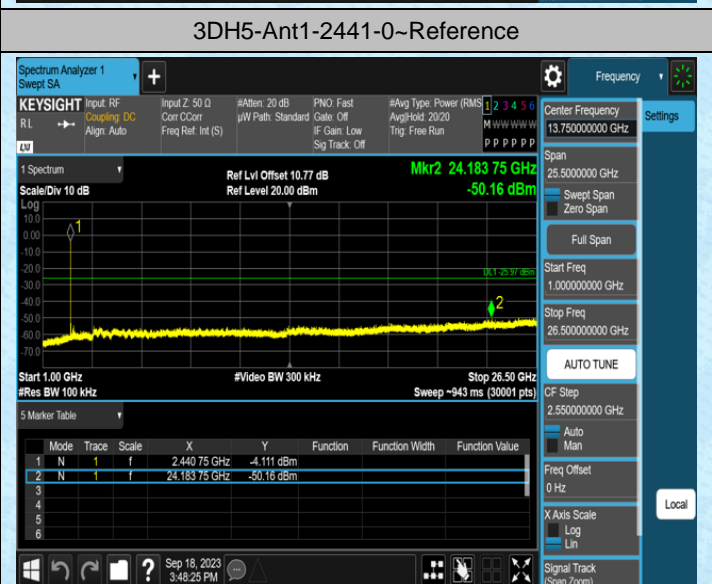 3DH5-Ant1-2441-0~Reference
Spectrum Analyzer 1
Swept SA
Frequency
KEYSIGHT
RL
LXI
Input: RF
Coupling: DC
Align: Auto
Input Z: 50 Ω
Corr CCorr
Freq Ref: Int (S)
#Atten: 20 dB
µW Path: Standard
PNO: Fast
Gate: Off
IF Gain: Low
Sig Track: Off
#Avg Type: Power (RMS
Avg|Hold: 20/20
Trig: Free Run
1 2 3 4 5 6
M W W W W W
P P P P P P
1 Spectrum
Scale/Div 10 dB
Ref Lvl Offset 10.77 dB
Ref Level 20.00 dBm
Mkr2 24.183 75 GHz
-50.16 dBm
Log
10.0
0.00
-10.0
-20.0
-30.0
-40.0
-50.0
-60.0
-70.0
1
DL1 -25.97 dBm
2
Start 1.00 GHz
#Res BW 100 kHz
#Video BW 300 kHz
Stop 26.50 GHz
Sweep ~943 ms (30001 pts)
5 Marker Table
Mode Trace Scale X Y Function Function Width Function Value
1 N 1 f 2.440 75 GHz -4.111 dBm
2 N 1 f 24.183 75 GHz -50.16 dBm
3
4
5
6
Sep 18, 2023
3:48:25 PM
Center Frequency
13.750000000 GHz
Span
25.5000000 GHz
Swept Span
Zero Span
Full Span
Start Freq
1.000000000 GHz
Stop Freq
26.500000000 GHz
AUTO TUNE
CF Step
2.550000000 GHz
Auto
Man
Freq Offset
0 Hz
X Axis Scale
Log
Lin
Signal Track
(Span Zoom)
Settings
Local